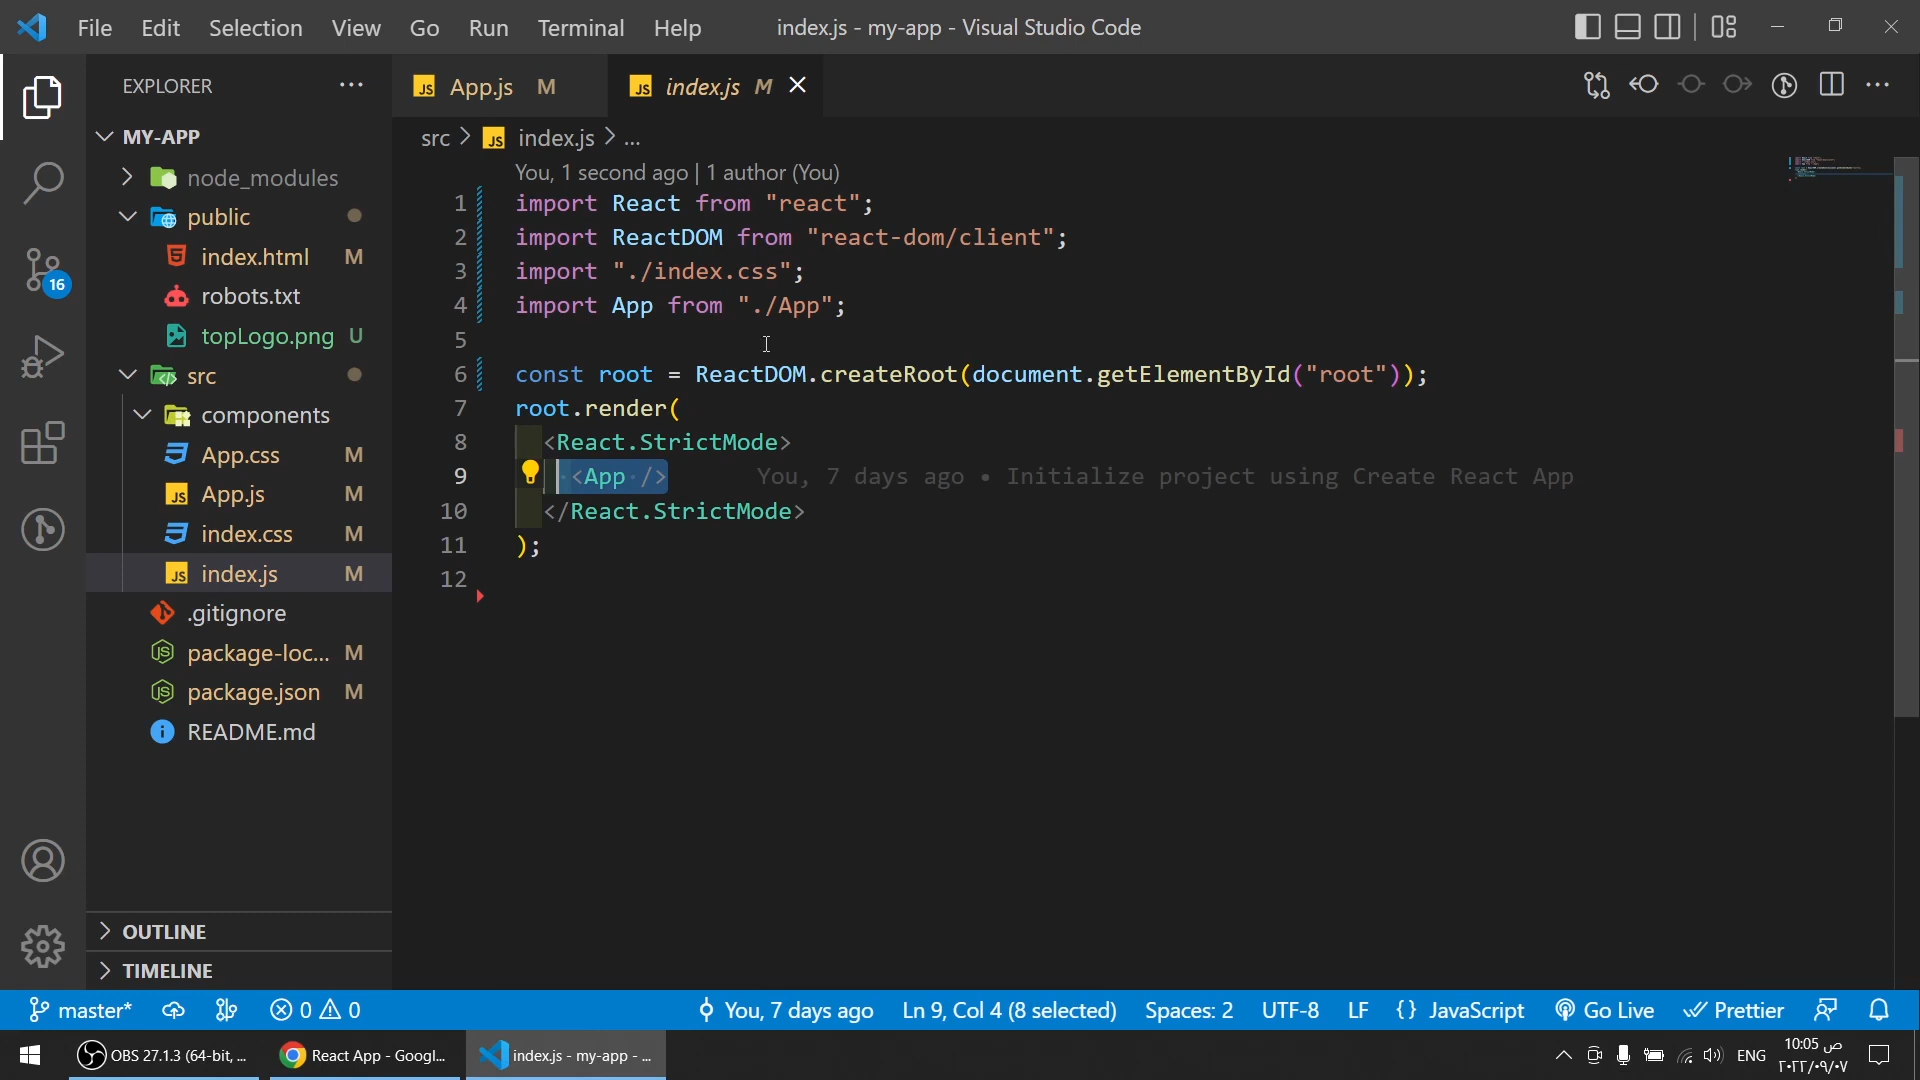 File Edit Selection View Go Run Terminal Help index.js - my-app - Visual Studio Code
EXPLORER
MY-APP
node_modules
public
index.html M
robots.txt
topLogo.png U
src
components
App.css M
App.js M
index.css M
index.js M
.gitignore
package-loc... M
package.json M
README.md
OUTLINE
TIMELINE
16
App.js M index.js M
src > index.js > ...
You, 1 second ago | 1 author (You)
1 import React from "react";
2 import ReactDOM from "react-dom/client";
3 import "./index.css";
4 import App from "./App";
5
6 const root = ReactDOM.createRoot(document.getElementById("root"));
7 root.render(
8 <React.StrictMode>
9 <App /> You, 7 days ago • Initialize project using Create React App
10 </React.StrictMode>
11 );
12
master* 0 0 You, 7 days ago Ln 9, Col 4 (8 selected) Spaces: 2 UTF-8 LF {} JavaScript Go Live Prettier
OBS 27.1.3 (64-bit, ... React App - Googl... index.js - my-app - ... ENG
10:05 ص
٢٠٢٢/٠٩/٠٧